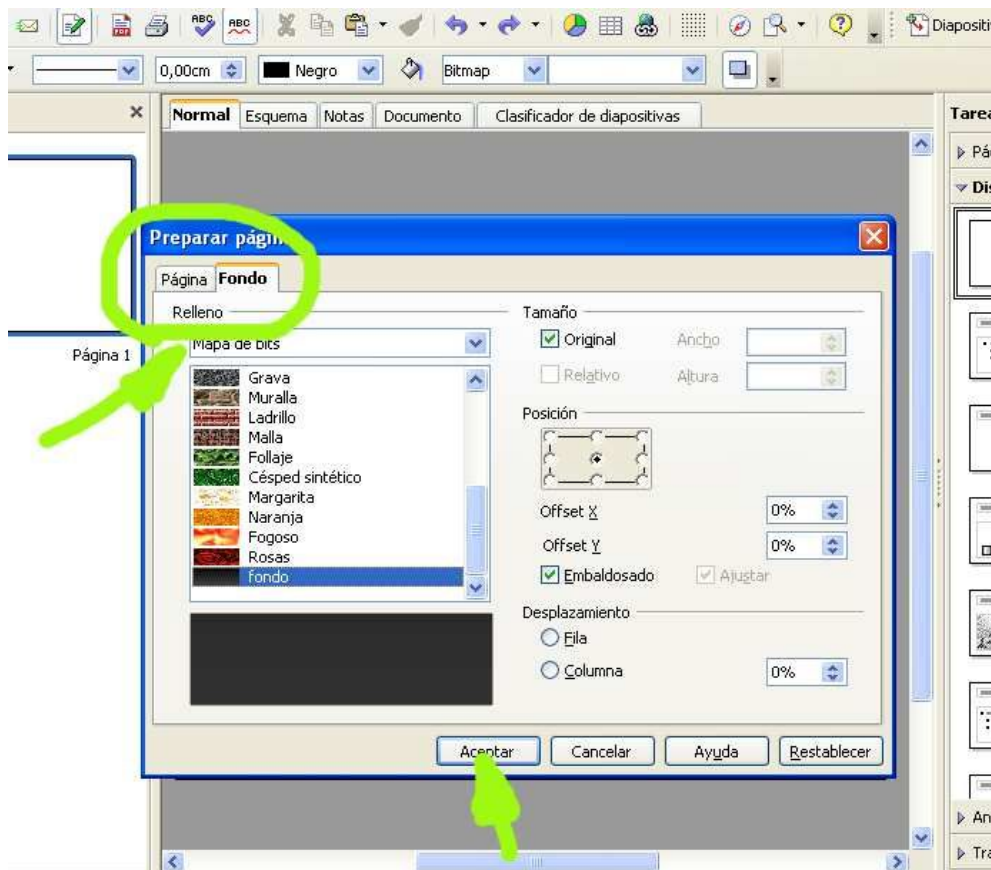 ABC ABC Diapositi
0,00cm Negro Bitmap
Normal Esquema Notas Documento Clasificador de diapositivas
Tarea
Pá
Dis
Preparar págin
Página Fondo
Relleno
Mapa de bits
Grava
Muralla
Ladrillo
Malla
Follaje
Césped sintético
Margarita
Naranja
Fogoso
Rosas
fondo
Tamaño
Original Ancho
Relativo Altura
Posición
Offset X 0%
Offset Y 0%
Embaldosado Ajustar
Desplazamiento
Fila
Columna 0%
Aceptar Cancelar Ayuda Restablecer
Página 1
An
Tra